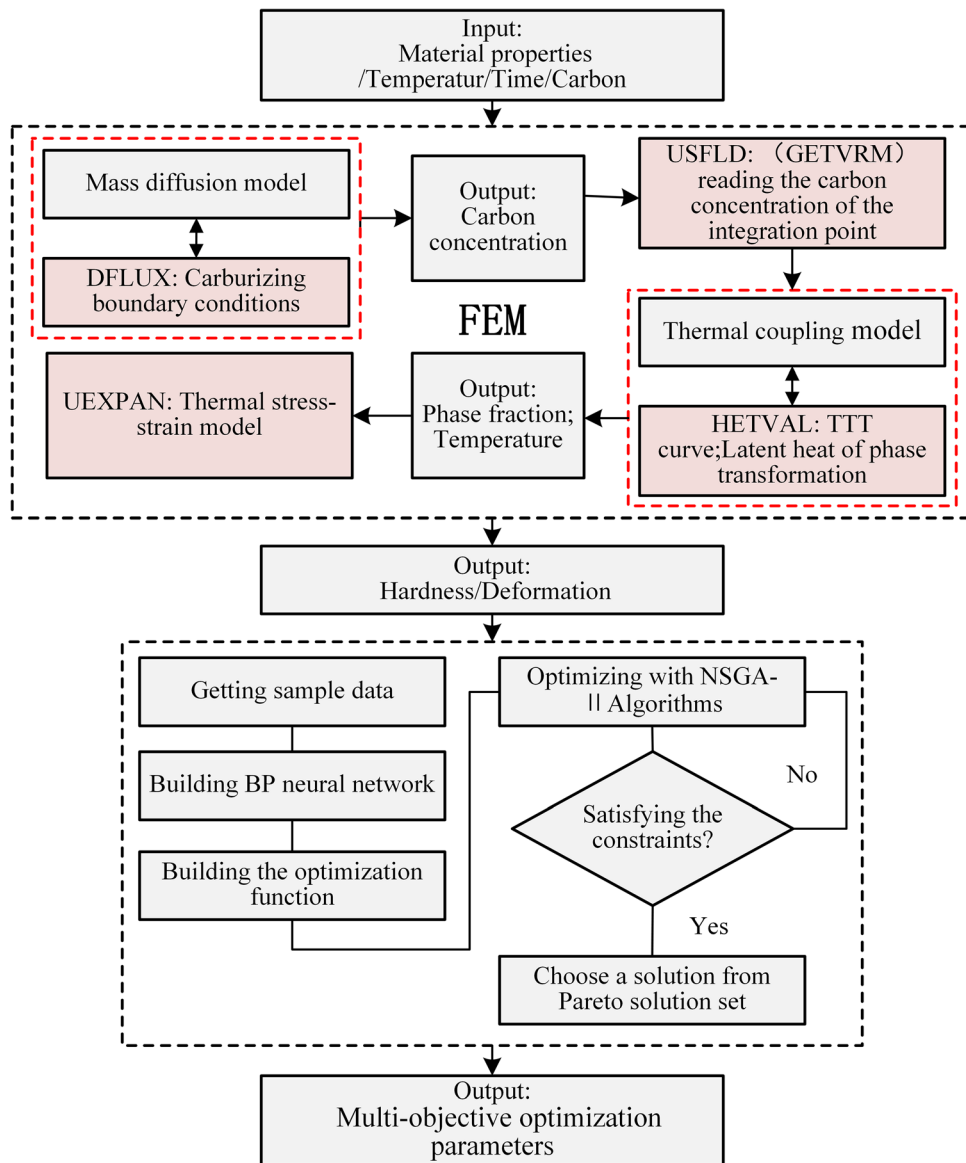 Input:
Material properties
/Temperatur/Time/Carbon
Mass diffusion model
DFLUX: Carburizing
boundary conditions
Output:
Carbon
concentration
USFLD: （GETVRM）
reading the carbon
concentration of the
integration point
FEM
Thermal coupling model
HETVAL: TTT
curve;Latent heat of phase
transformation
Output:
Phase fraction;
Temperature
UEXPAN: Thermal stress-
strain model
Output:
Hardness/Deformation
Getting sample data
Building BP neural network
Building the optimization
function
Optimizing with NSGA-
II Algorithms
Satisfying the
constraints?
No
Yes
Choose a solution from
Pareto solution set
Output:
Multi-objective optimization
parameters